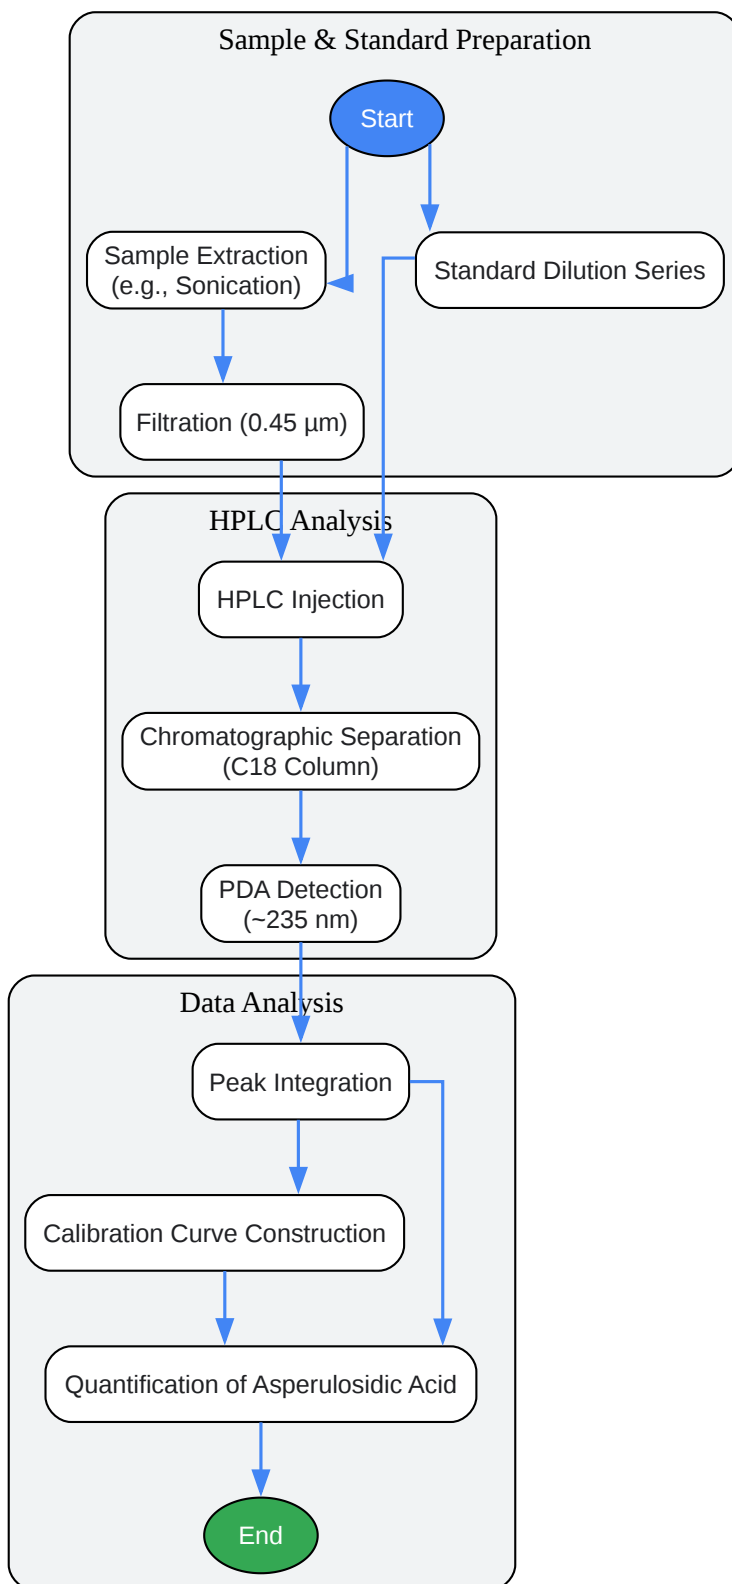 Sample & Standard Preparation
Start
Sample Extraction
(e.g., Sonication)
Standard Dilution Series
Filtration (0.45 µm)
HPLC Analysis
HPLC Injection
Chromatographic Separation
(C18 Column)
PDA Detection
(~235 nm)
Data Analysis
Peak Integration
Calibration Curve Construction
Quantification of Asperulosidic Acid
End